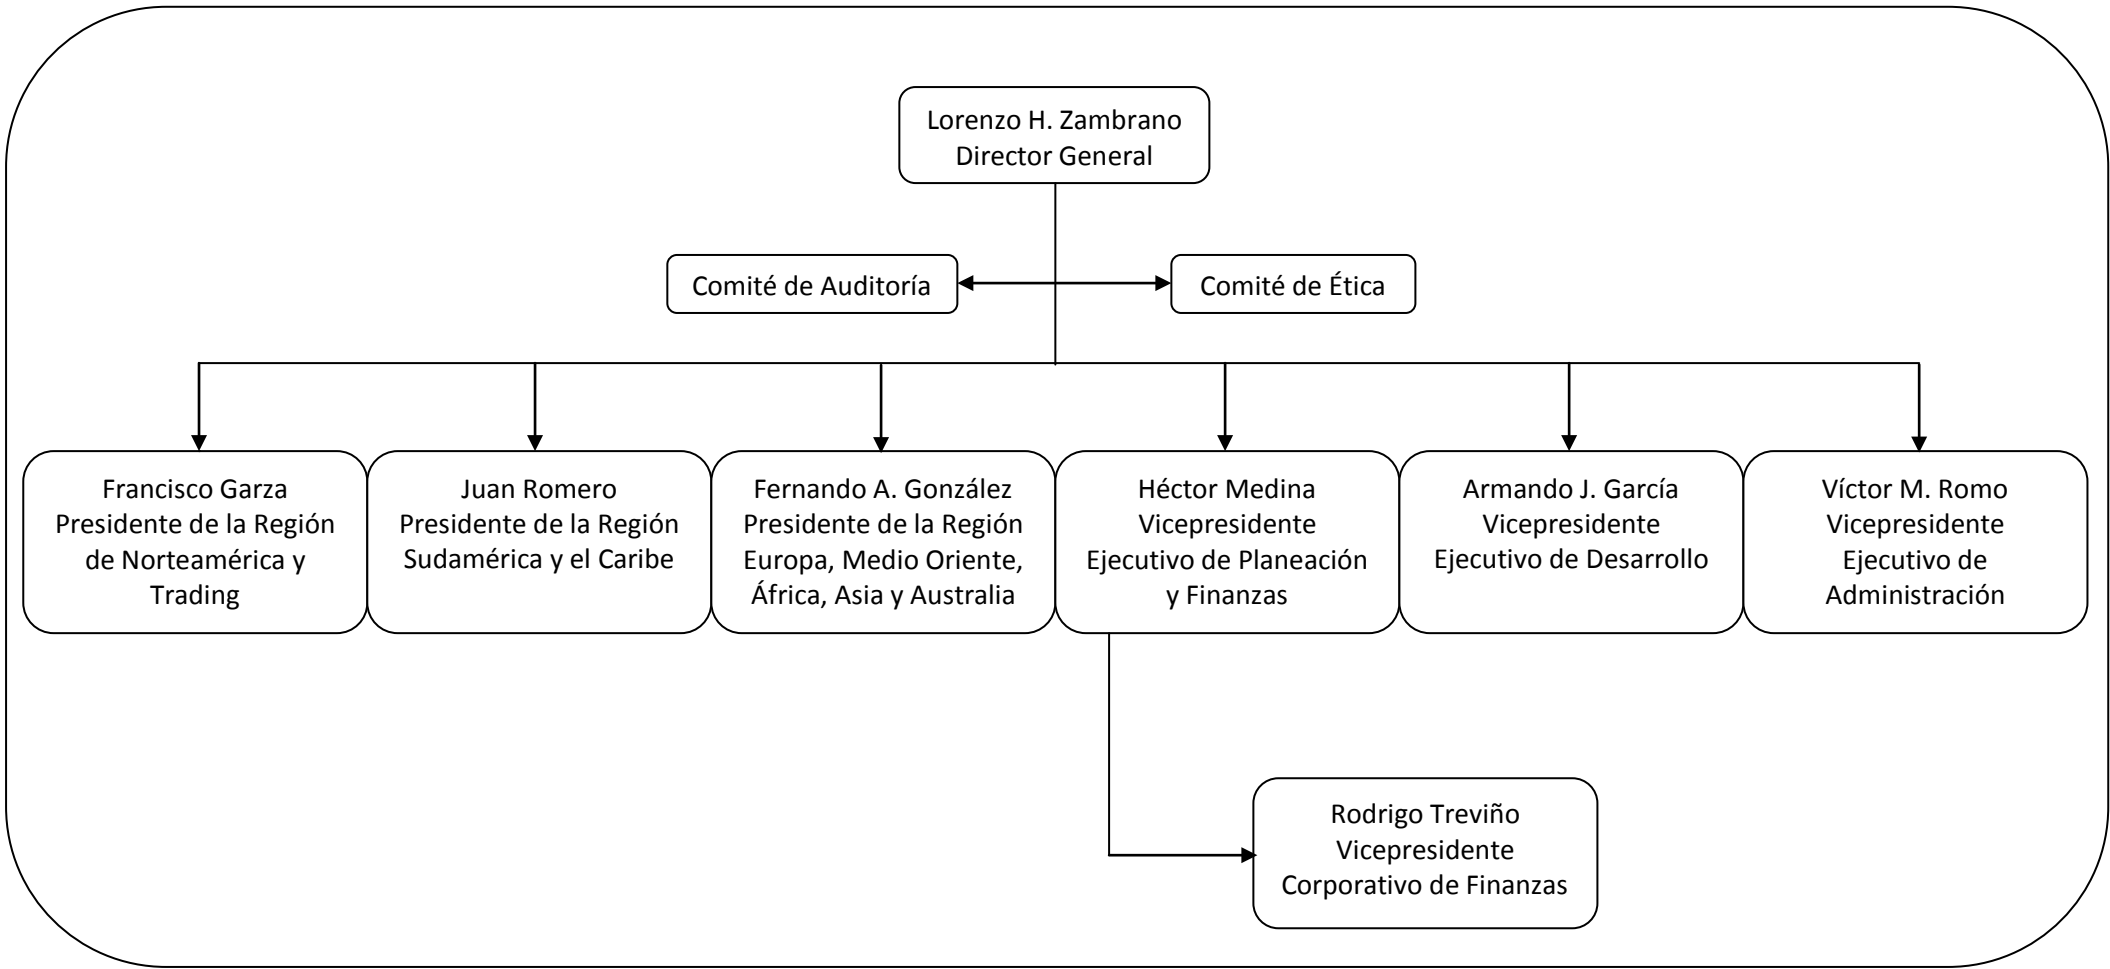 Lorenzo H. Zambrano
Director General
Comité de Auditoría
Comité de Ética
Francisco Garza
Presidente de la Región
de Norteamérica y
Trading
Juan Romero
Presidente de la Región
Sudamérica y el Caribe
Fernando A. González
Presidente de la Región
Europa, Medio Oriente,
África, Asia y Australia
Héctor Medina
Vicepresidente
Ejecutivo de Planeación
y Finanzas
Armando J. García
Vicepresidente
Ejecutivo de Desarrollo
Víctor M. Romo
Vicepresidente
Ejecutivo de
Administración
Rodrigo Treviño
Vicepresidente
Corporativo de Finanzas